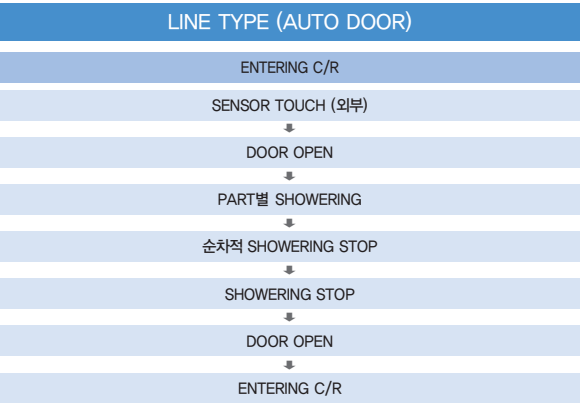 LINE TYPE (AUTO DOOR)
ENTERING C/R
SENSOR TOUCH (외부)
DOOR OPEN
PART별 SHOWERING
순차적 SHOWERING STOP
SHOWERING STOP
DOOR OPEN
ENTERING C/R